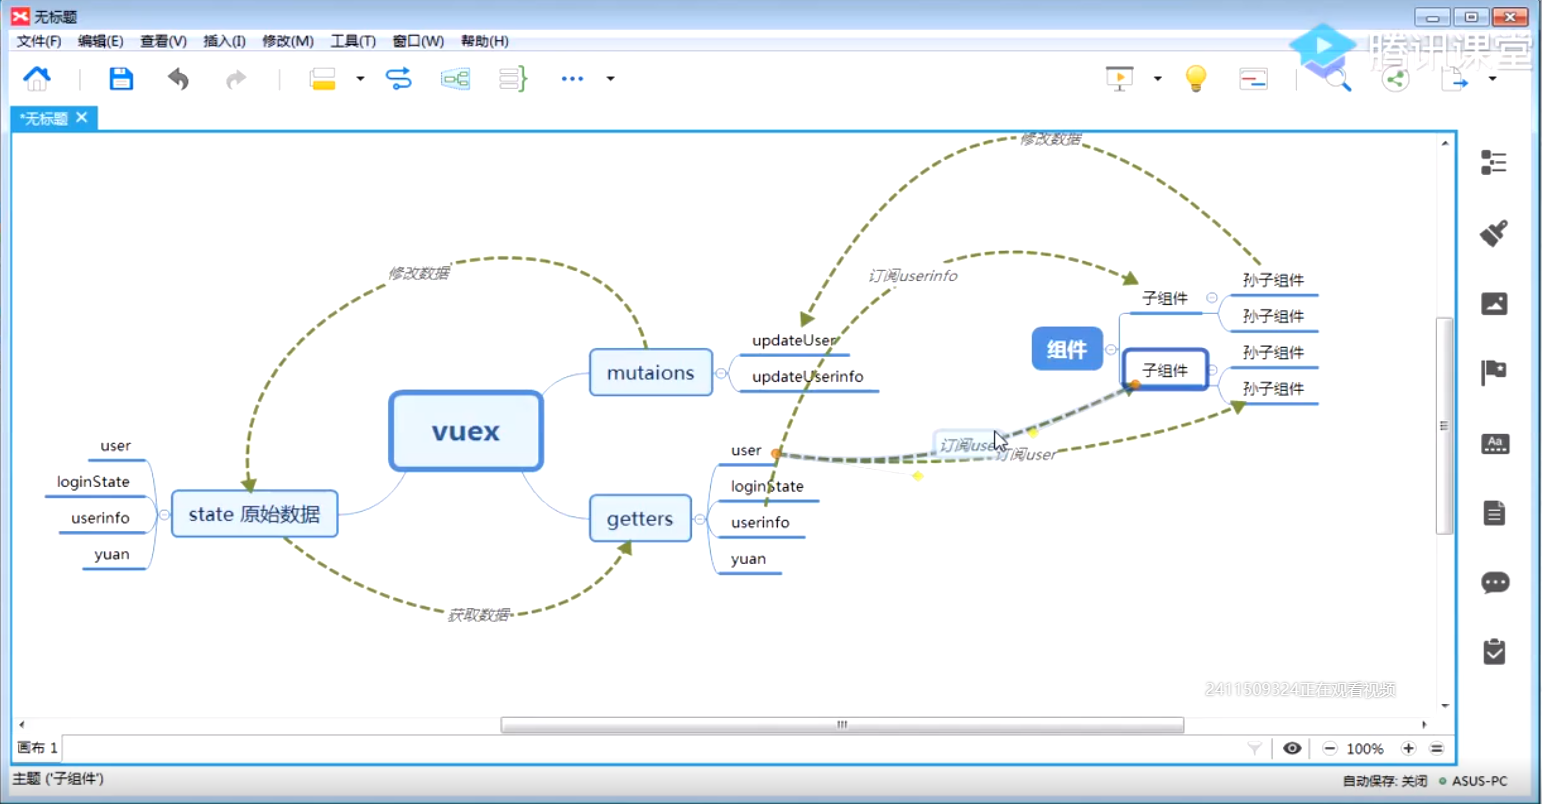 无标题
文件(F) 编辑(E) 查看(V) 插入(I) 修改(M) 工具(T) 窗口(W) 帮助(H)
腾讯课堂
*无标题
修改数据
修改数据
订阅userinfo
孙子组件
子组件
孙子组件
updateUser
组件
孙子组件
mutaions
子组件
updateUserinfo
孙子组件
vuex
user
user
订阅user
订阅user
loginState
loginState
state 原始数据
getters
userinfo
userinfo
yuan
yuan
获取数据
Aa
2411509324正在观看视频
画布 1
100%
主题 ('子组件')
自动保存: 关闭
ASUS-PC